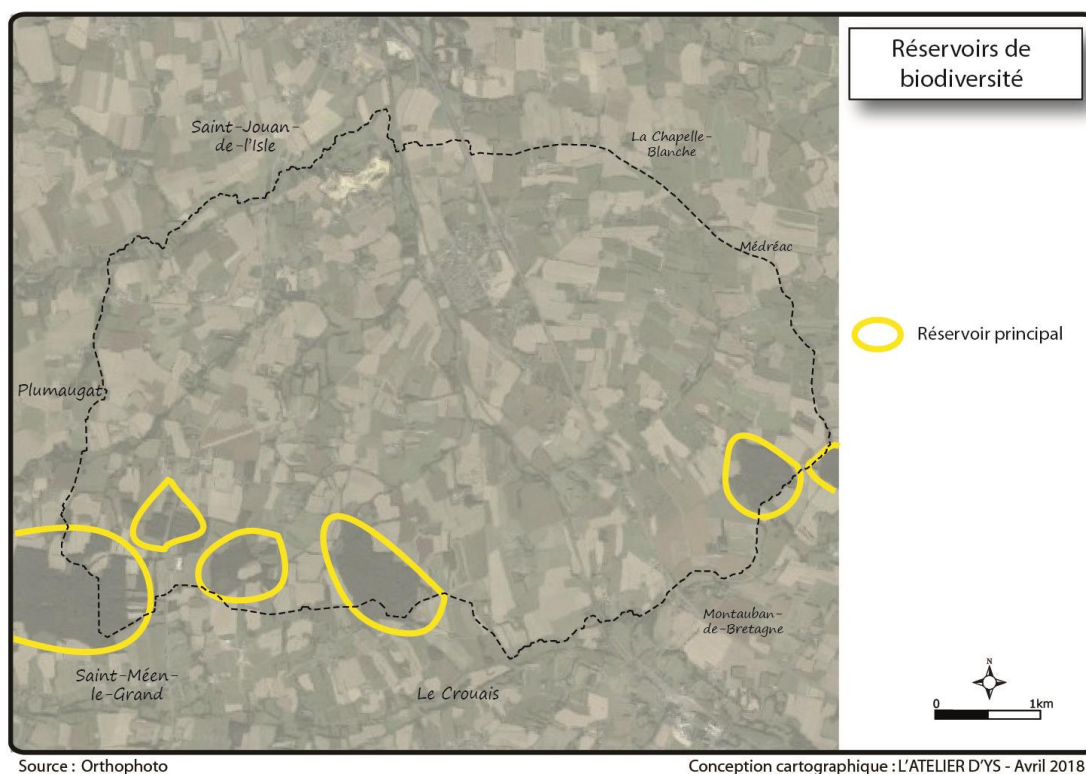 Réservoirs de
biodiversité
Saint-Jouan-
de-l'Isle
La Chapelle-
Blanche
Médréac
Réservoir principal
Plumaugat
Montauban-
de-Bretagne
Saint-Méen-
le-Grand
Le Crouais
N
0 1km
Source : Orthophoto
Conception cartographique : L'ATELIER D'YS - Avril 2018